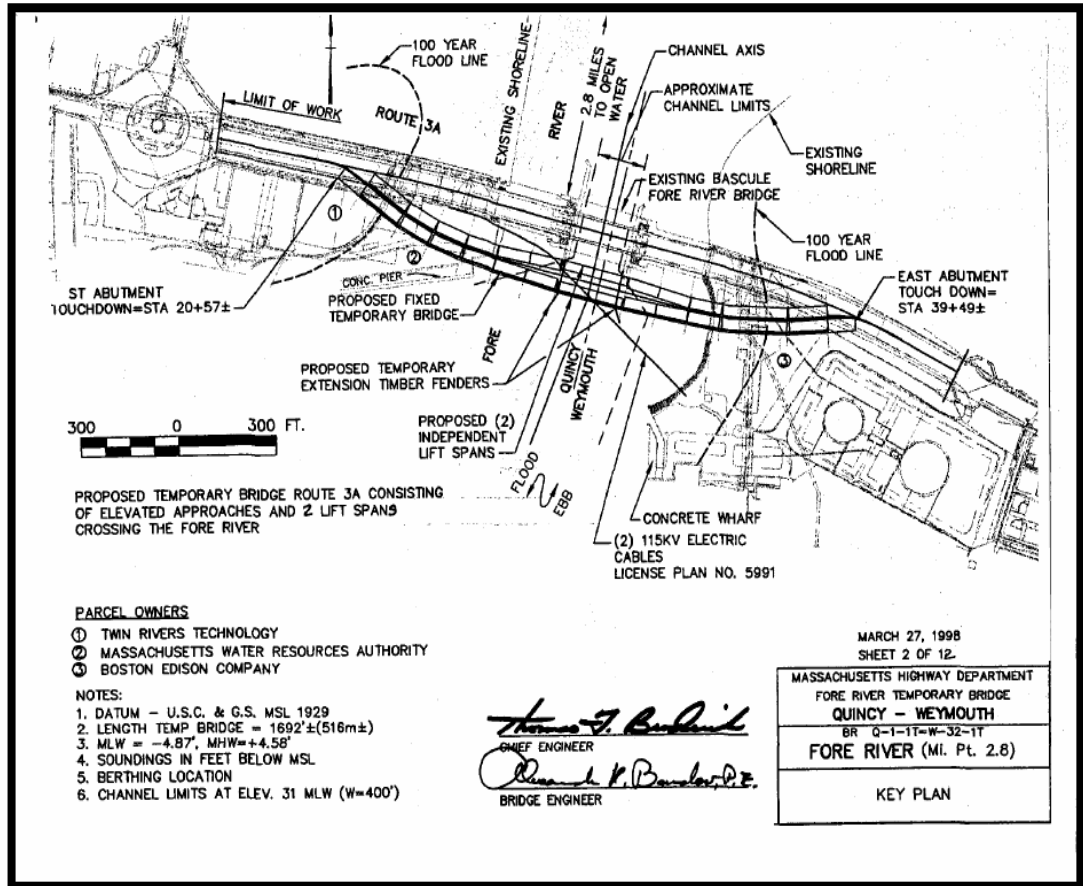 100 YEAR
FLOOD LINE
LIMIT OF WORK
ROUTE 3A
EXISTING SHORELINE
RIVER
2.8 MILES
TO OPEN
WATER
CHANNEL AXIS
APPROXIMATE
CHANNEL LIMITS
EXISTING
SHORELINE
EXISTING BASCULE
FORE RIVER BRIDGE
100 YEAR
FLOOD LINE
EAST ABUTMENT
TOUCH DOWN=
STA 39+49±
①
②
③
CONC. PIER
ST ABUTMENT
TOUCHDOWN=STA 20+57±
PROPOSED FIXED
TEMPORARY BRIDGE
FORE
PROPOSED TEMPORARY
EXTENSION TIMBER FENDERS
QUINCY
WEYMOUTH
PROPOSED (2)
INDEPENDENT
LIFT SPANS
FLOOD
EBB
300 0 300 FT.
CONCRETE WHARF
(2) 115KV ELECTRIC
CABLES
LICENSE PLAN NO. 5991
PROPOSED TEMPORARY BRIDGE ROUTE 3A CONSISTING
OF ELEVATED APPROACHES AND 2 LIFT SPANS
CROSSING THE FORE RIVER
PARCEL OWNERS
① TWIN RIVERS TECHNOLOGY
② MASSACHUSETTS WATER RESOURCES AUTHORITY
③ BOSTON EDISON COMPANY
NOTES:
1. DATUM - U.S.C. & G.S. MSL 1929
2. LENGTH TEMP BRIDGE = 1692'±(516m±)
3. MLW = -4.87', MHW=+4.58'
4. SOUNDINGS IN FEET BELOW MSL
5. BERTHING LOCATION
6. CHANNEL LIMITS AT ELEV. 31 MLW (W=400')
CHIEF ENGINEER
BRIDGE ENGINEER
MARCH 27, 1998
SHEET 2 OF 12
MASSACHUSETTS HIGHWAY DEPARTMENT
FORE RIVER TEMPORARY BRIDGE
QUINCY - WEYMOUTH
BR Q-1-1T=W-32-1T
FORE RIVER (Mi. Pt. 2.8)
KEY PLAN